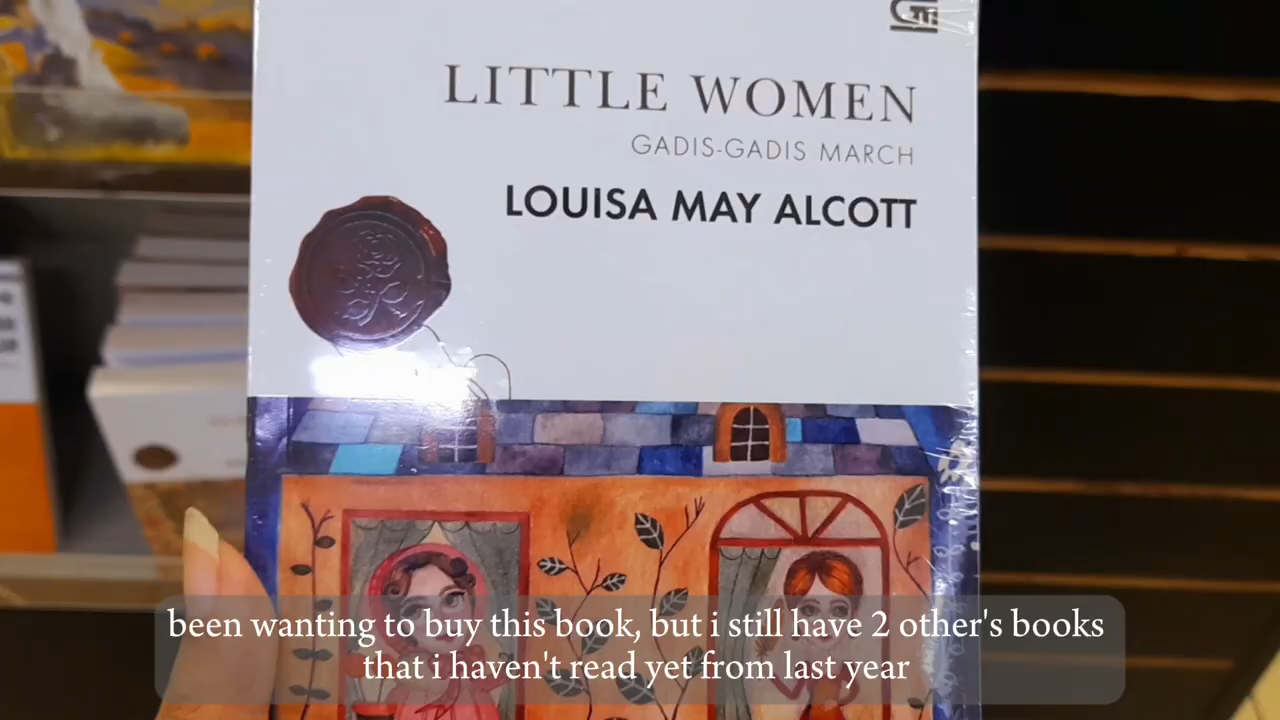 LITTLE WOMEN
GADIS-GADIS MARCH
LOUISA MAY ALCOTT
been wanting to buy this book, but i still have 2 other's books
that i haven't read yet from last year